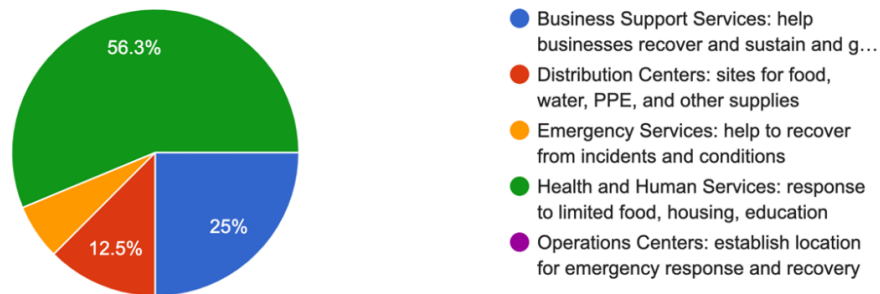 56.3%
12.5%
25%
Business Support Services: help
businesses recover and sustain and g…
Distribution Centers: sites for food,
water, PPE, and other supplies
Emergency Services: help to recover
from incidents and conditions
Health and Human Services: response
to limited food, housing, education
Operations Centers: establish location
for emergency response and recovery